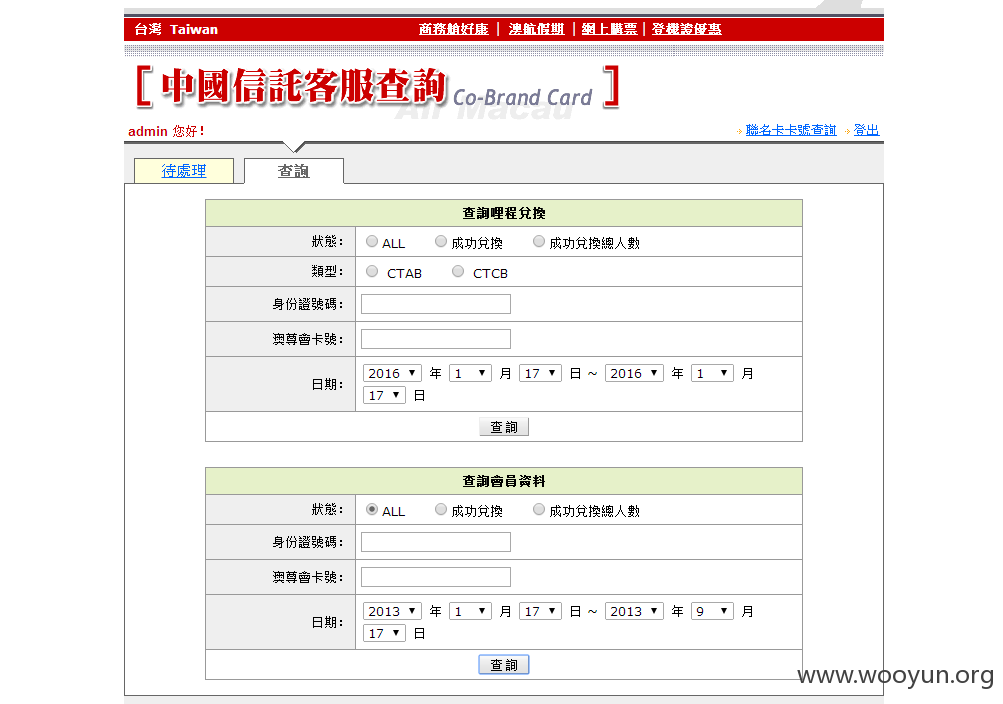 台灣 Taiwan 商務艙好康 | 澳航假期 | 網上購票 | 登機證優惠
[ 中國信託客服查詢 Co-Brand Card ]
Air Macau
admin 您好! 聯名卡卡號查詢 登出
待處理 查詢
查詢哩程兌換
狀態: ALL 成功兌換 成功兌換總人數
類型: CTAB CTCB
身份證號碼:
澳尊會卡號:
日期: 2016 年 1 月 17 日 ~ 2016 年 1 月
17 日
查詢
查詢會員資料
狀態: ALL 成功兌換 成功兌換總人數
身份證號碼:
澳尊會卡號:
日期: 2013 年 1 月 17 日 ~ 2013 年 9 月
17 日
查詢
www.wooyun.org